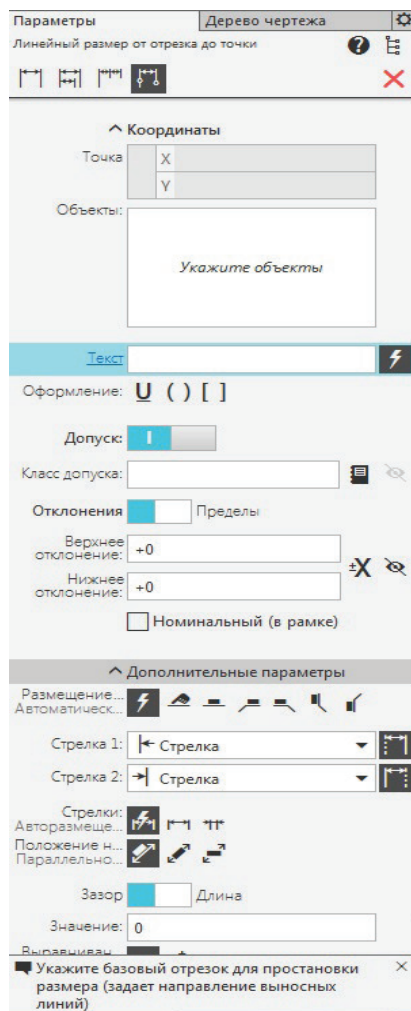 Параметры Дерево чертежа
Линейный размер от отрезка до точки
Координаты
Точка X
Y
Объекты:
Укажите объекты
Текст
Оформление: U ( ) [ ]
Допуск: I
Класс допуска:
Отклонения Пределы
Верхнее
отклонение: +0
±X
Нижнее
отклонение: +0
Номинальный (в рамке)
Дополнительные параметры
Размещение...
Автоматическ...
Стрелка 1: Стрелка
Стрелка 2: Стрелка
Стрелки:
Авторазмеще...
Положение н...
Параллельно...
Зазор Длина
Значение: 0
Выравниван...
Укажите базовый отрезок для простановки
размера (задает направление выносных
линий)